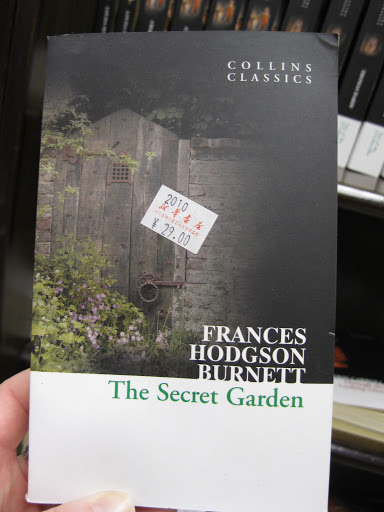 COLLINS
CLASSICS
2010
¥ 29.00
FRANCES
HODGSON
BURNETT
The Secret Garden